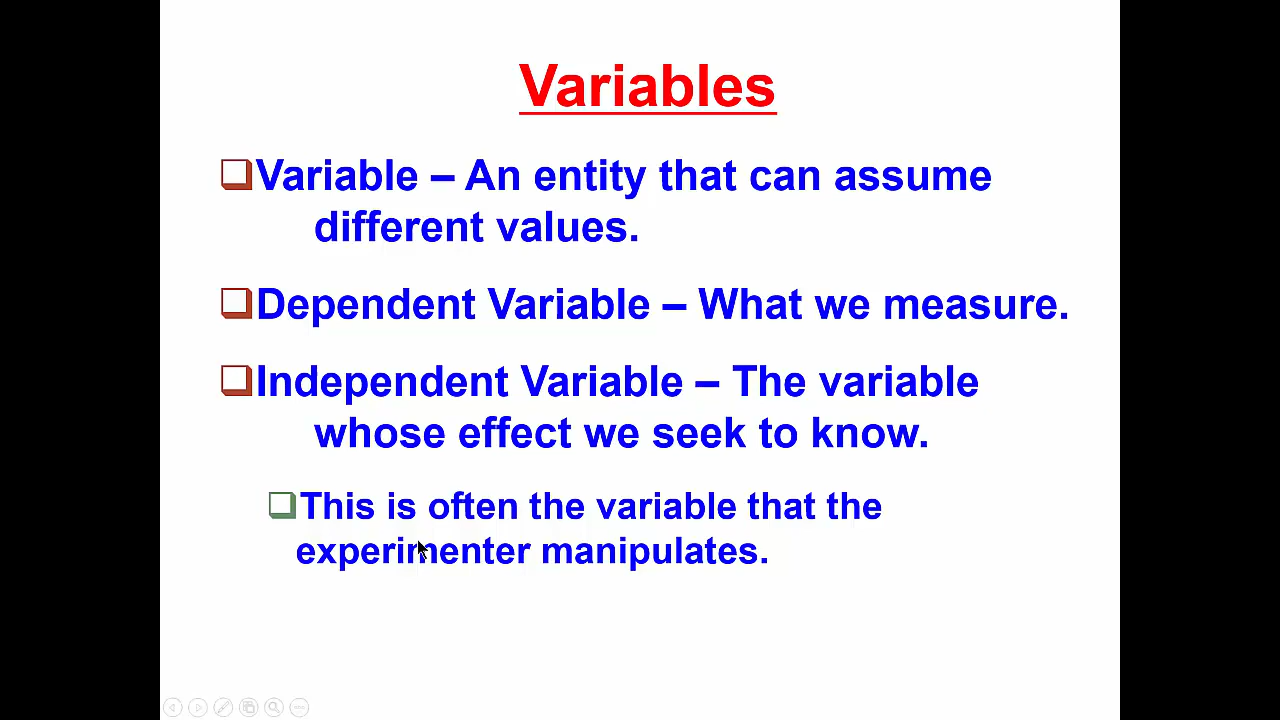 Variables
Variable – An entity that can assume
different values.
Dependent Variable – What we measure.
Independent Variable – The variable
whose effect we seek to know.
This is often the variable that the
experimenter manipulates.